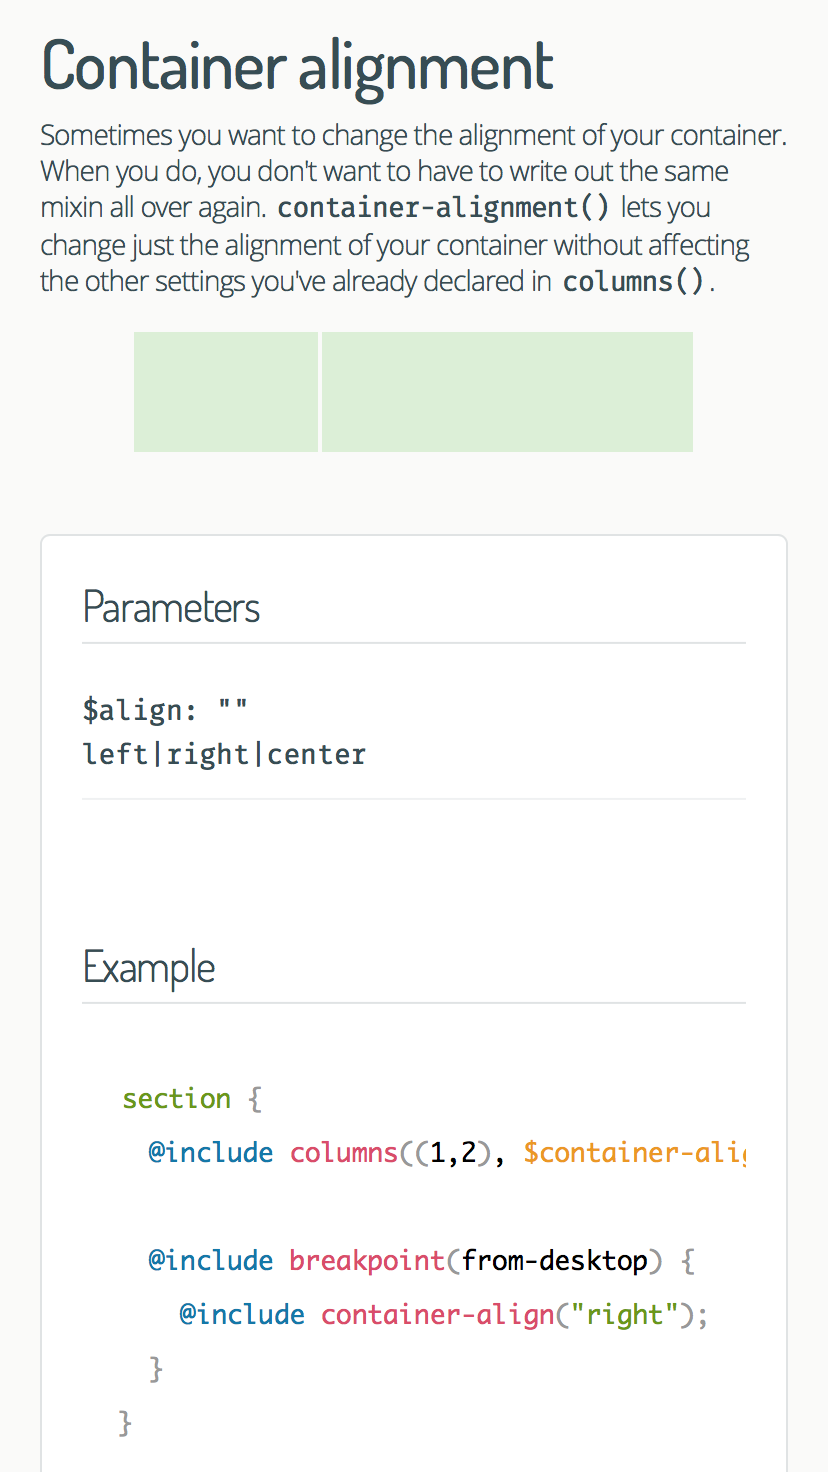 Container alignment
Sometimes you want to change the alignment of your container.
When you do, you don't want to have to write out the same
mixin all over again. container-alignment() lets you
change just the alignment of your container without affecting
the other settings you've already declared in columns().
Parameters
$align: ""
left|right|center
Example
section {
@include columns((1,2), $container-alig
@include breakpoint(from-desktop) {
@include container-align("right");
}
}